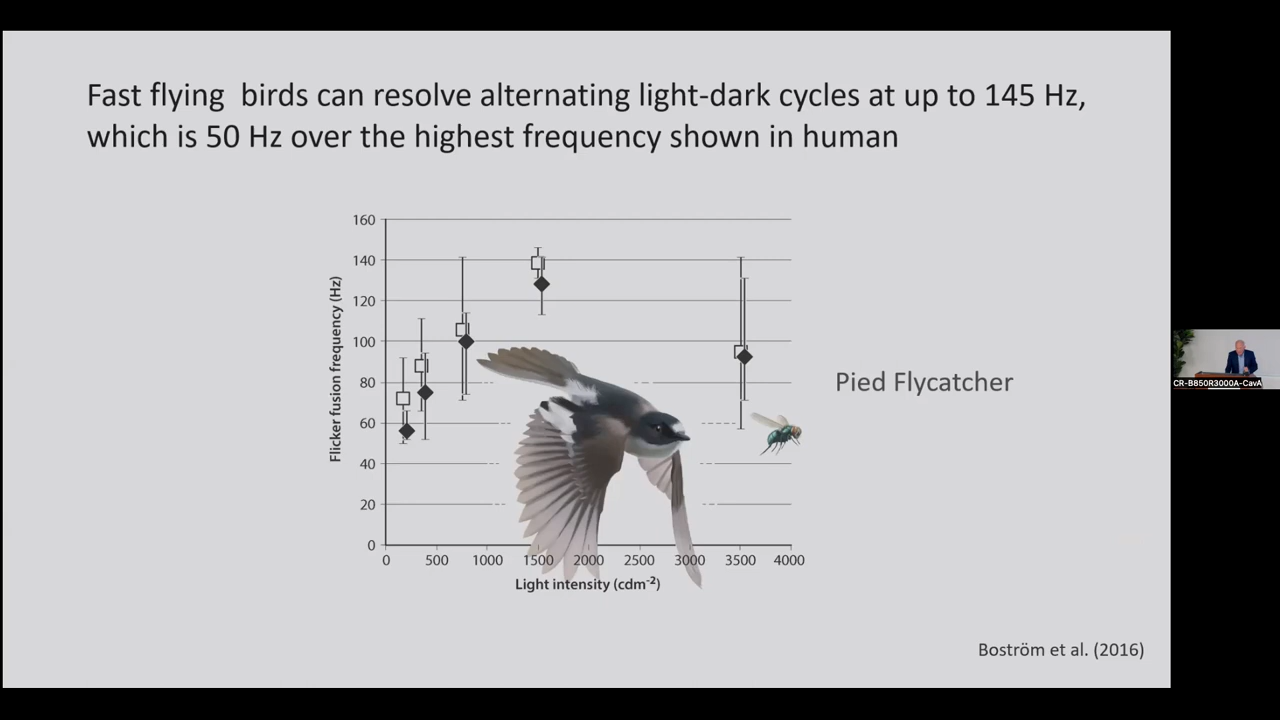 Fast flying birds can resolve alternating light-dark cycles at up to 145 Hz,
which is 50 Hz over the highest frequency shown in human
160
140
120
100
80
60
40
20
0
Flicker fusion frequency (Hz)
0 500 1000 1500 2000 2500 3000 3500 4000
Light intensity (cdm⁻²)
Pied Flycatcher
CR-B850R3000A-CavA
Boström et al. (2016)